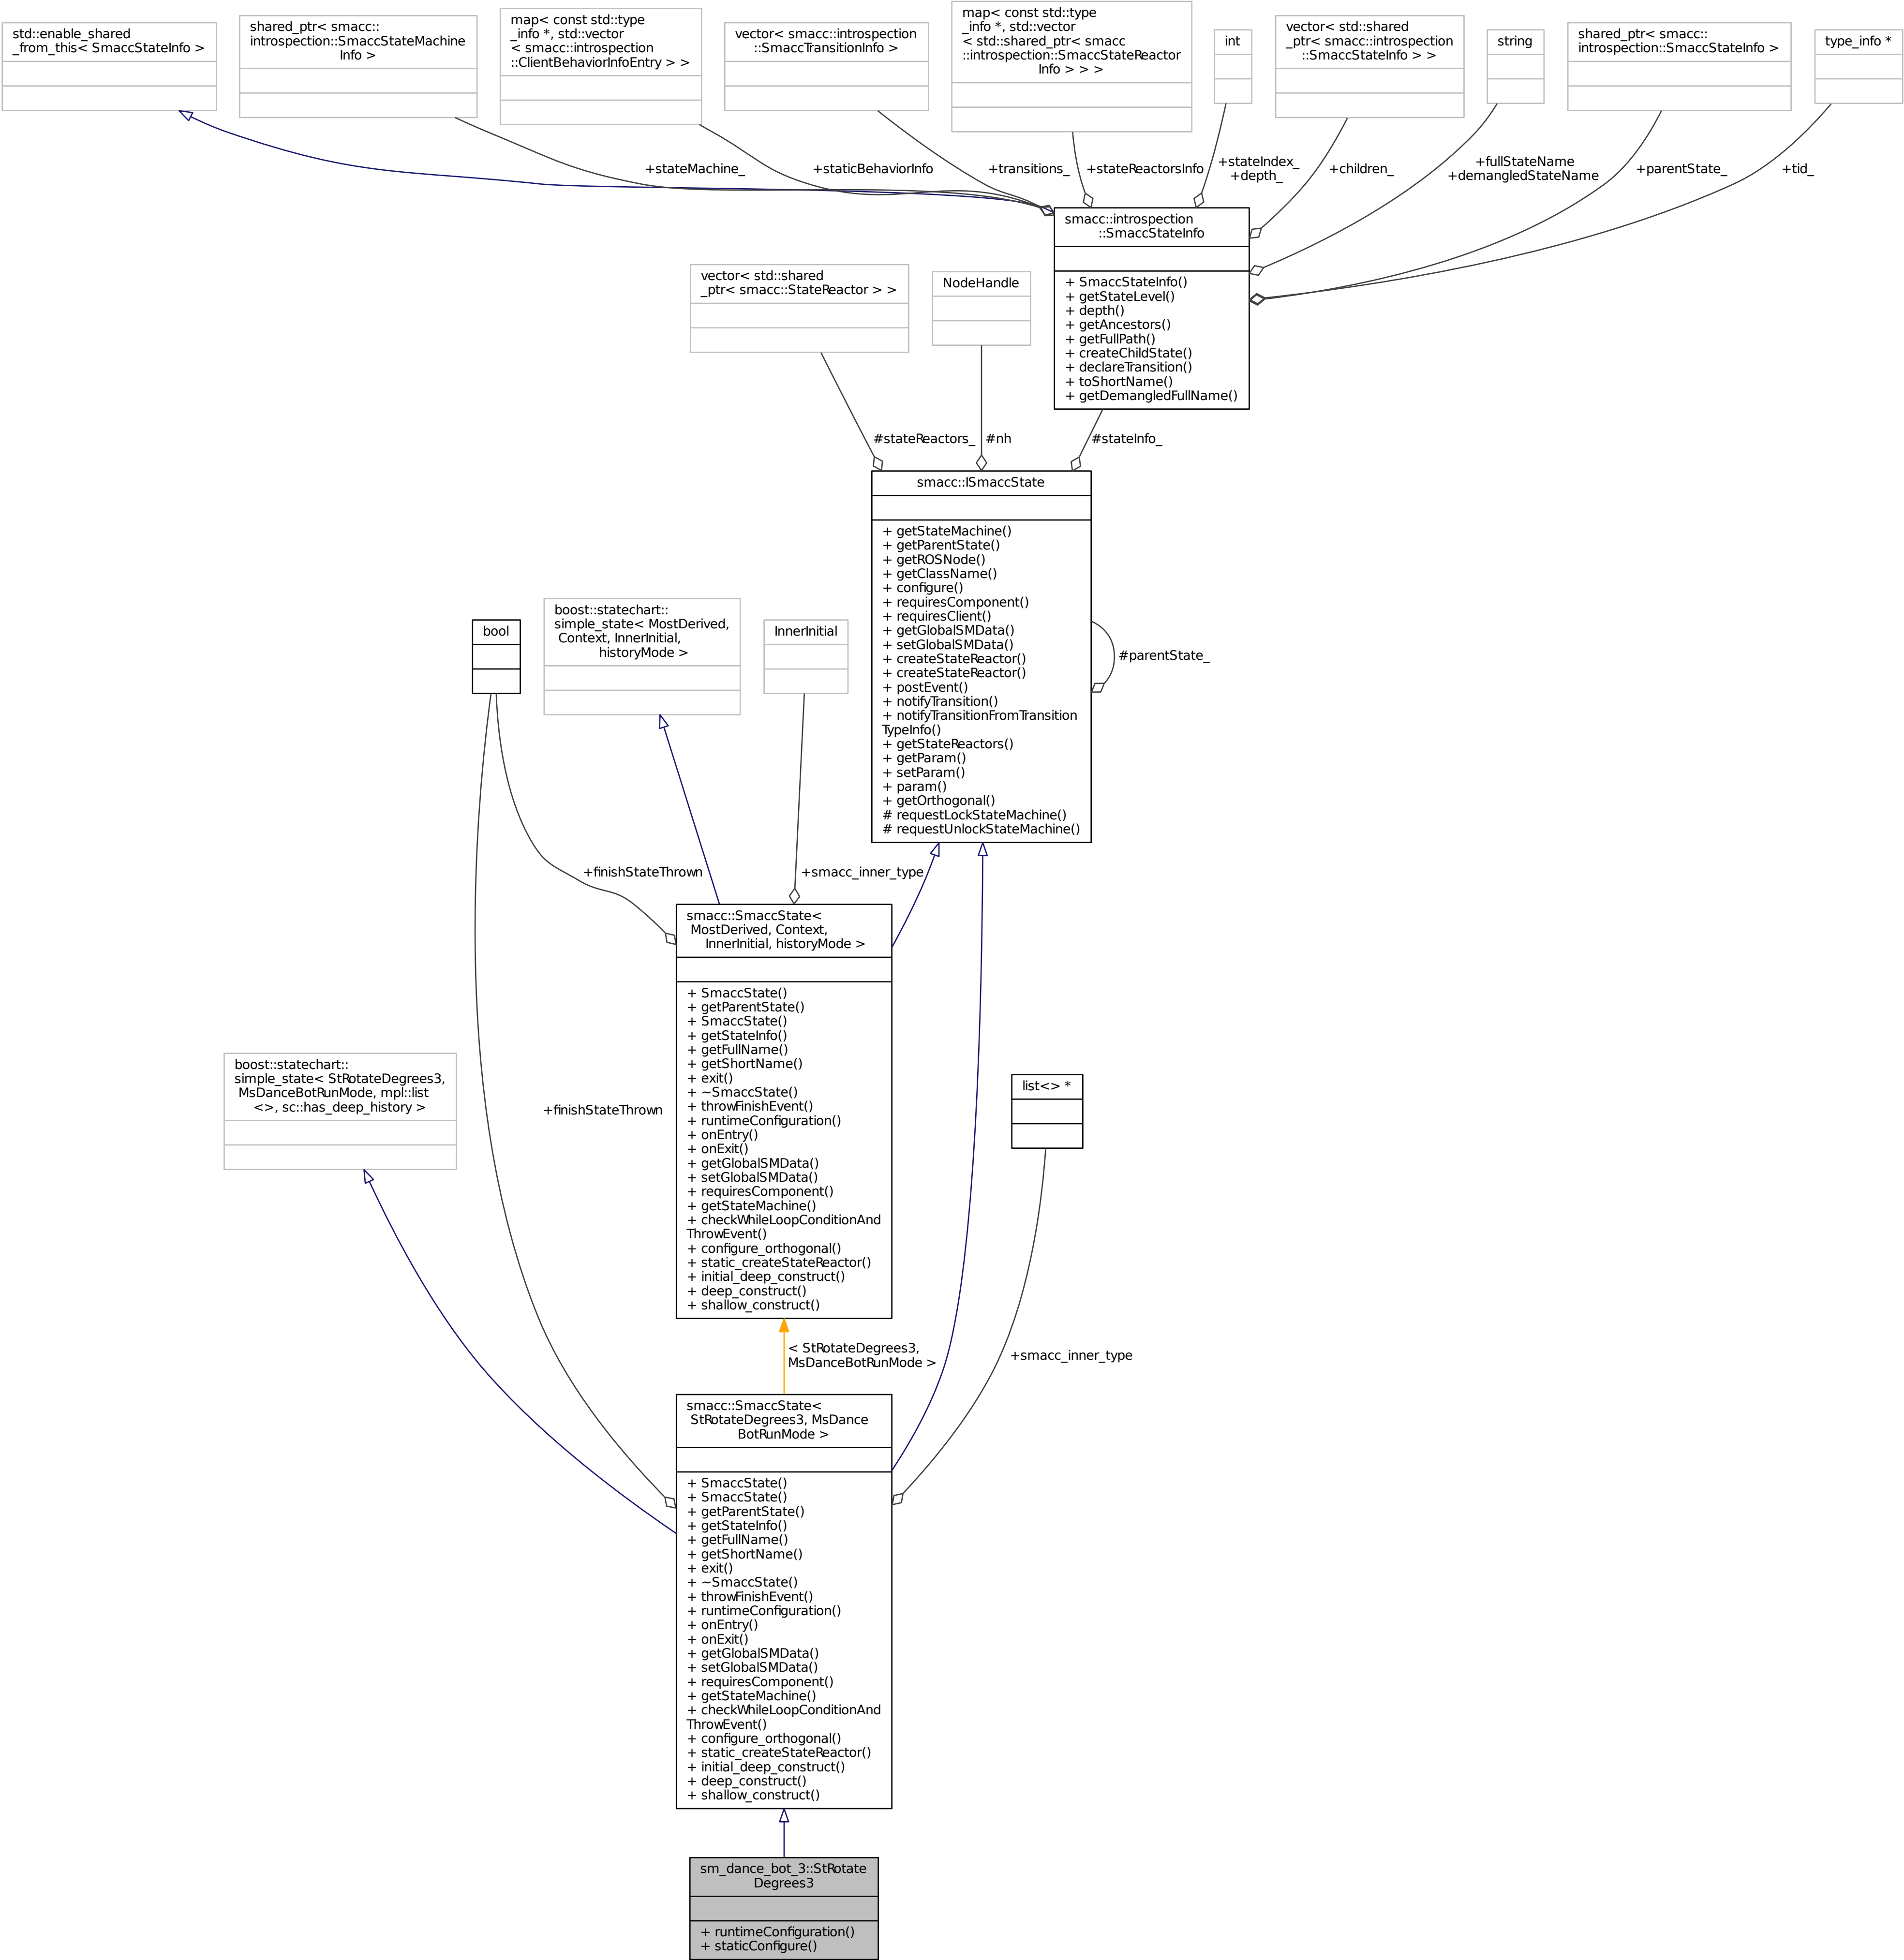 std::enable_shared
_from_this< SmaccStateInfo >
shared_ptr< smacc::
introspection::SmaccStateMachine
Info >
map< const std::type
_info *, std::vector
< smacc::introspection
::ClientBehaviorInfoEntry > >
vector< smacc::introspection
::SmaccTransitionInfo >
map< const std::type
_info *, std::vector
< std::shared_ptr< smacc
::introspection::SmaccStateReactor
Info > > >
int
vector< std::shared
_ptr< smacc::introspection
::SmaccStateInfo > >
string
shared_ptr< smacc::
introspection::SmaccStateInfo >
type_info *
+stateMachine_
+staticBehaviorInfo
+transitions_
+stateReactorsInfo
+stateIndex_
+depth_
+children_
+fullStateName
+demangledStateName
+parentState_
+tid_
smacc::introspection
::SmaccStateInfo
+ SmaccStateInfo()
+ getStateLevel()
+ depth()
+ getAncestors()
+ getFullPath()
+ createChildState()
+ declareTransition()
+ toShortName()
+ getDemangledFullName()
vector< std::shared
_ptr< smacc::StateReactor > >
NodeHandle
#stateReactors_
#nh
#stateInfo_
smacc::ISmaccState
+ getStateMachine()
+ getParentState()
+ getROSNode()
+ getClassName()
+ configure()
+ requiresComponent()
+ requiresClient()
+ getGlobalSMData()
+ setGlobalSMData()
+ createStateReactor()
+ createStateReactor()
+ postEvent()
+ notifyTransition()
+ notifyTransitionFromTransition
TypeInfo()
+ getStateReactors()
+ getParam()
+ setParam()
+ param()
+ getOrthogonal()
# requestLockStateMachine()
# requestUnlockStateMachine()
#parentState_
bool
boost::statechart::
simple_state< MostDerived,
Context, InnerInitial,
historyMode >
InnerInitial
+finishStateThrown
+smacc_inner_type
smacc::SmaccState<
MostDerived, Context,
InnerInitial, historyMode >
+ SmaccState()
+ getParentState()
+ SmaccState()
+ getStateInfo()
+ getFullName()
+ getShortName()
+ exit()
+ ~SmaccState()
+ throwFinishEvent()
+ runtimeConfiguration()
+ onEntry()
+ onExit()
+ getGlobalSMData()
+ setGlobalSMData()
+ requiresComponent()
+ getStateMachine()
+ checkWhileLoopConditionAnd
ThrowEvent()
+ configure_orthogonal()
+ static_createStateReactor()
+ initial_deep_construct()
+ deep_construct()
+ shallow_construct()
boost::statechart::
simple_state< StRotateDegrees3,
MsDanceBotRunMode, mpl::list
<>, sc::has_deep_history >
+finishStateThrown
list<> *
< StRotateDegrees3,
MsDanceBotRunMode >
+smacc_inner_type
smacc::SmaccState<
StRotateDegrees3, MsDance
BotRunMode >
+ SmaccState()
+ SmaccState()
+ getParentState()
+ getStateInfo()
+ getFullName()
+ getShortName()
+ exit()
+ ~SmaccState()
+ throwFinishEvent()
+ runtimeConfiguration()
+ onEntry()
+ onExit()
+ getGlobalSMData()
+ setGlobalSMData()
+ requiresComponent()
+ getStateMachine()
+ checkWhileLoopConditionAnd
ThrowEvent()
+ configure_orthogonal()
+ static_createStateReactor()
+ initial_deep_construct()
+ deep_construct()
+ shallow_construct()
sm_dance_bot_3::StRotate
Degrees3
+ runtimeConfiguration()
+ staticConfigure()